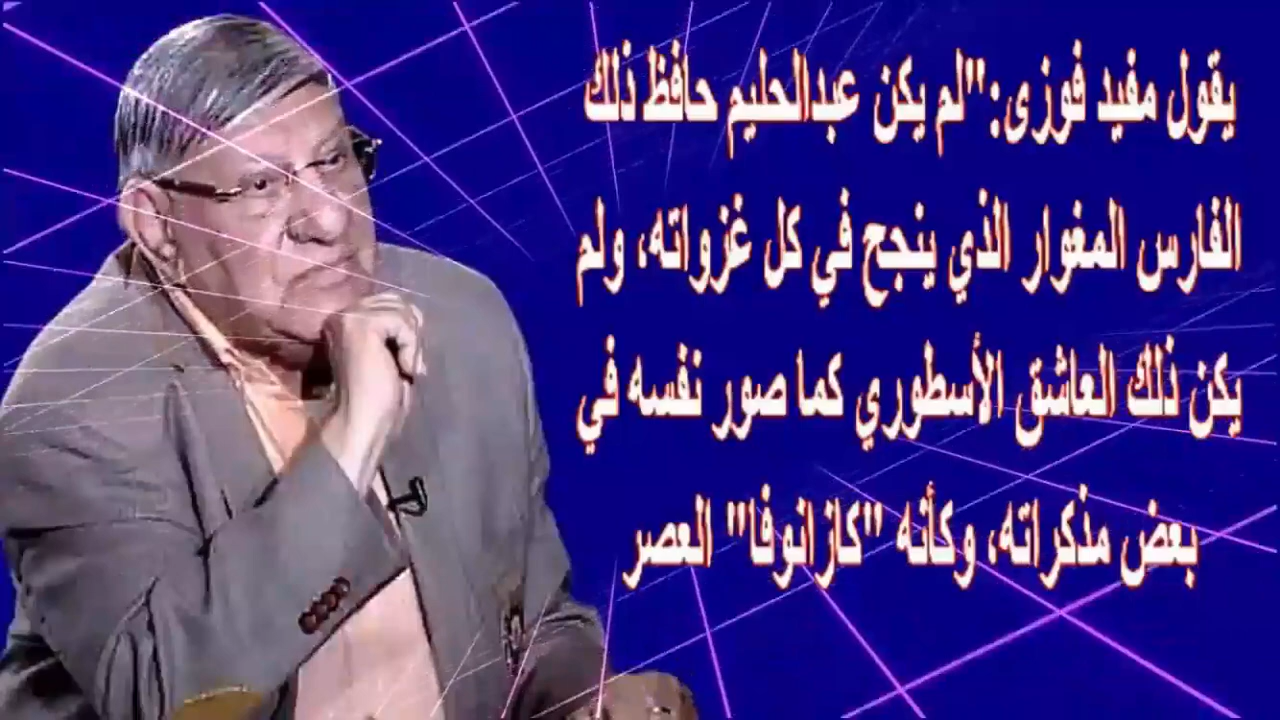 يقول مفيد فوزى:"لم يكن عبدالحليم حافظ ذلك
الفارس المغوار الذي ينجح في كل غزواته، ولم
يكن ذلك العاشق الأسطوري كما صور نفسه في
بعض مذكراته، وكأنه "كازانوفا" العصر